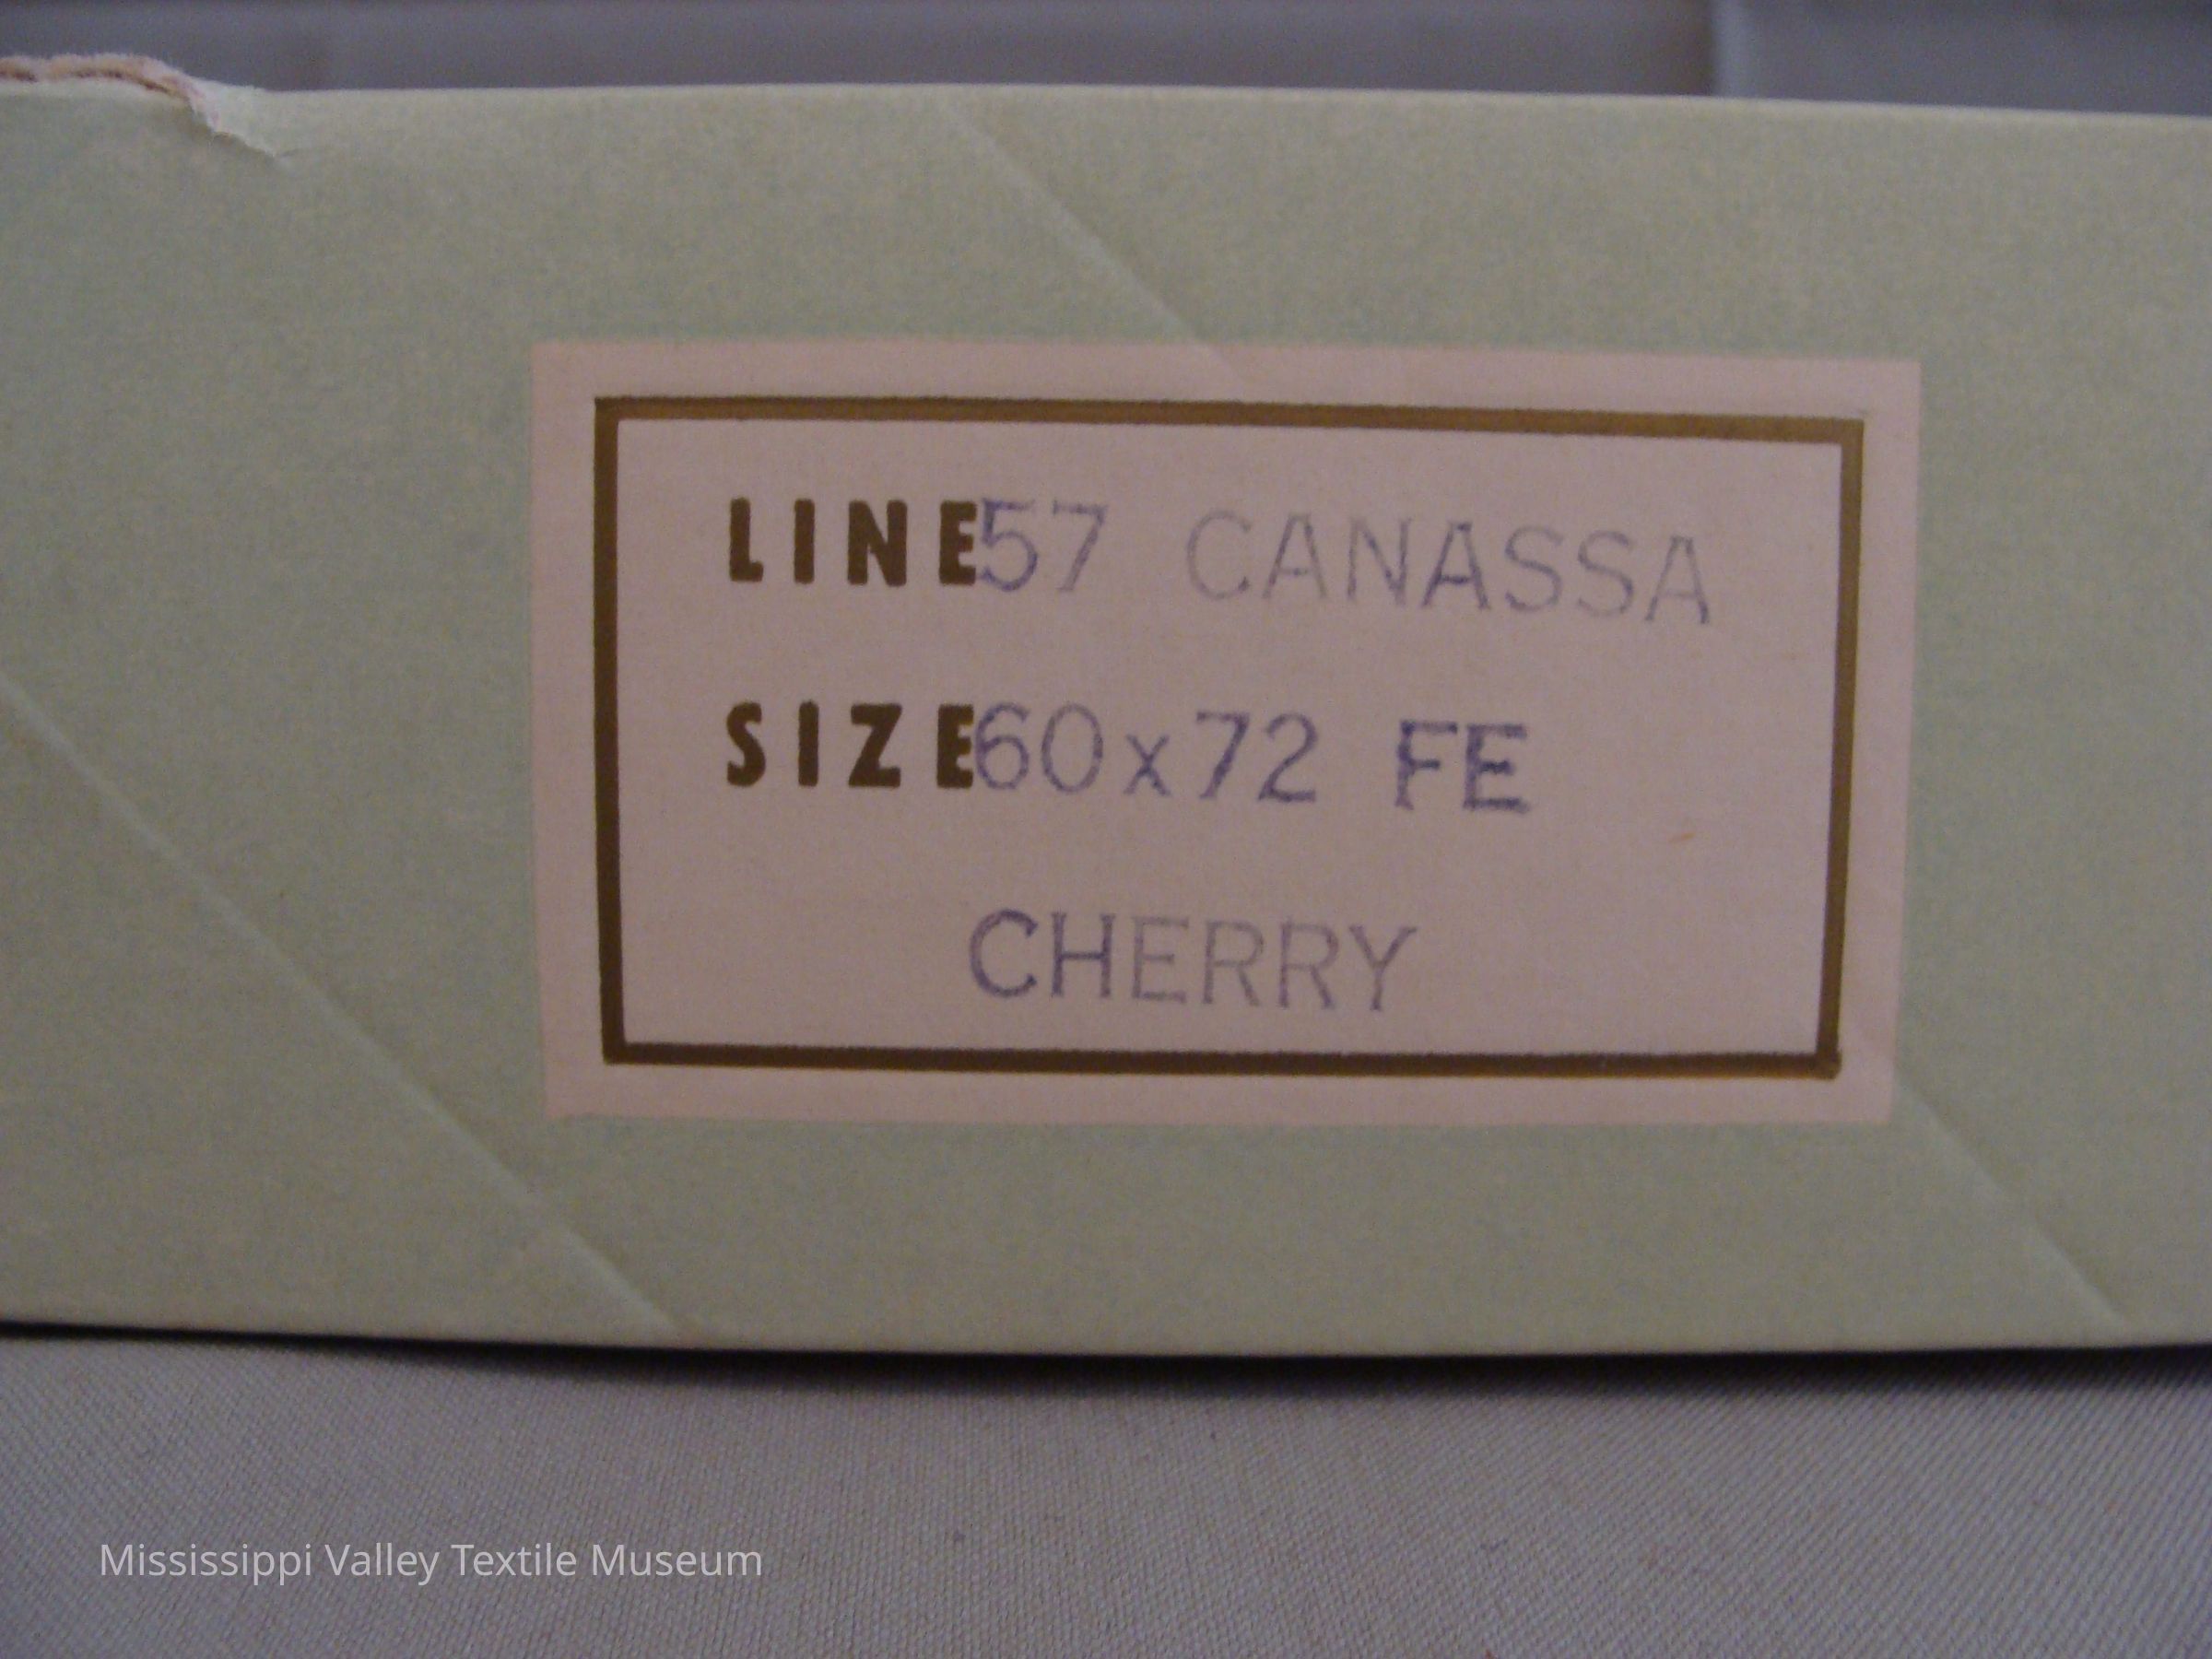 LINE 57 CANASSA
SIZE 60x72 FE
CHERRY
Mississippi Valley Textile Museum